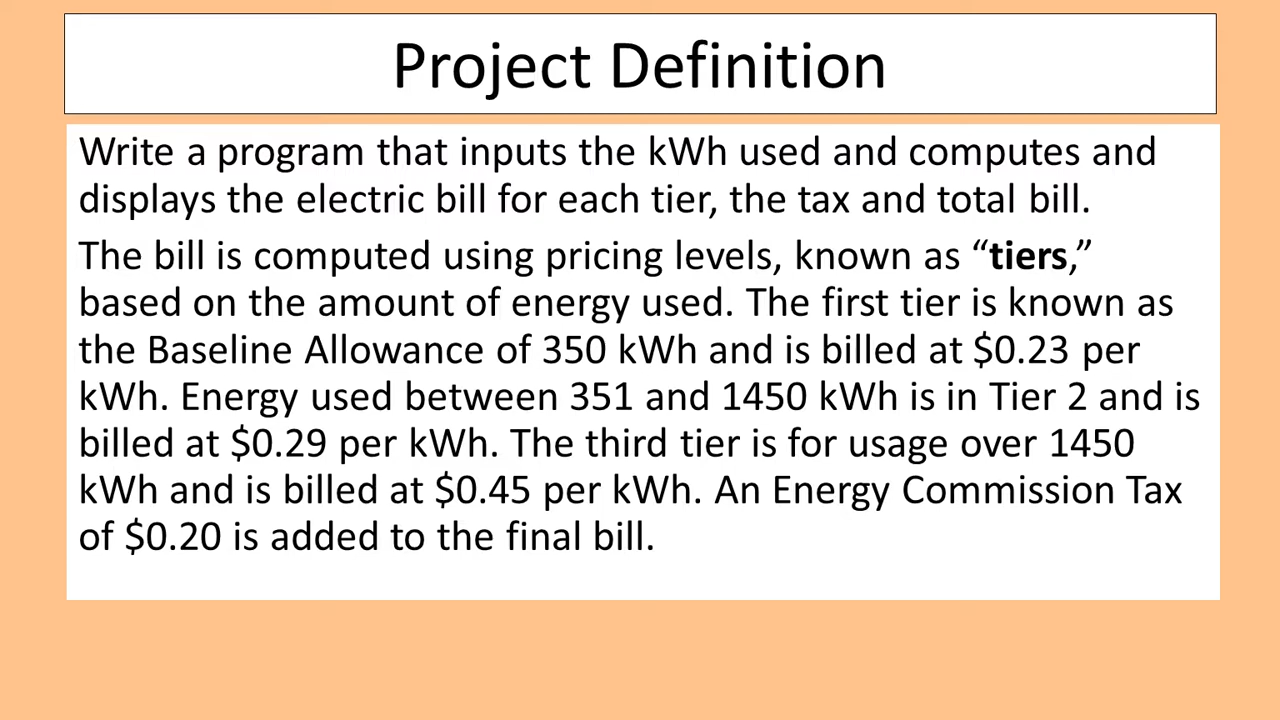 Project Definition
Write a program that inputs the kWh used and computes and
displays the electric bill for each tier, the tax and total bill.
The bill is computed using pricing levels, known as “tiers,”
based on the amount of energy used. The first tier is known as
the Baseline Allowance of 350 kWh and is billed at $0.23 per
kWh. Energy used between 351 and 1450 kWh is in Tier 2 and is
billed at $0.29 per kWh. The third tier is for usage over 1450
kWh and is billed at $0.45 per kWh. An Energy Commission Tax
of $0.20 is added to the final bill.